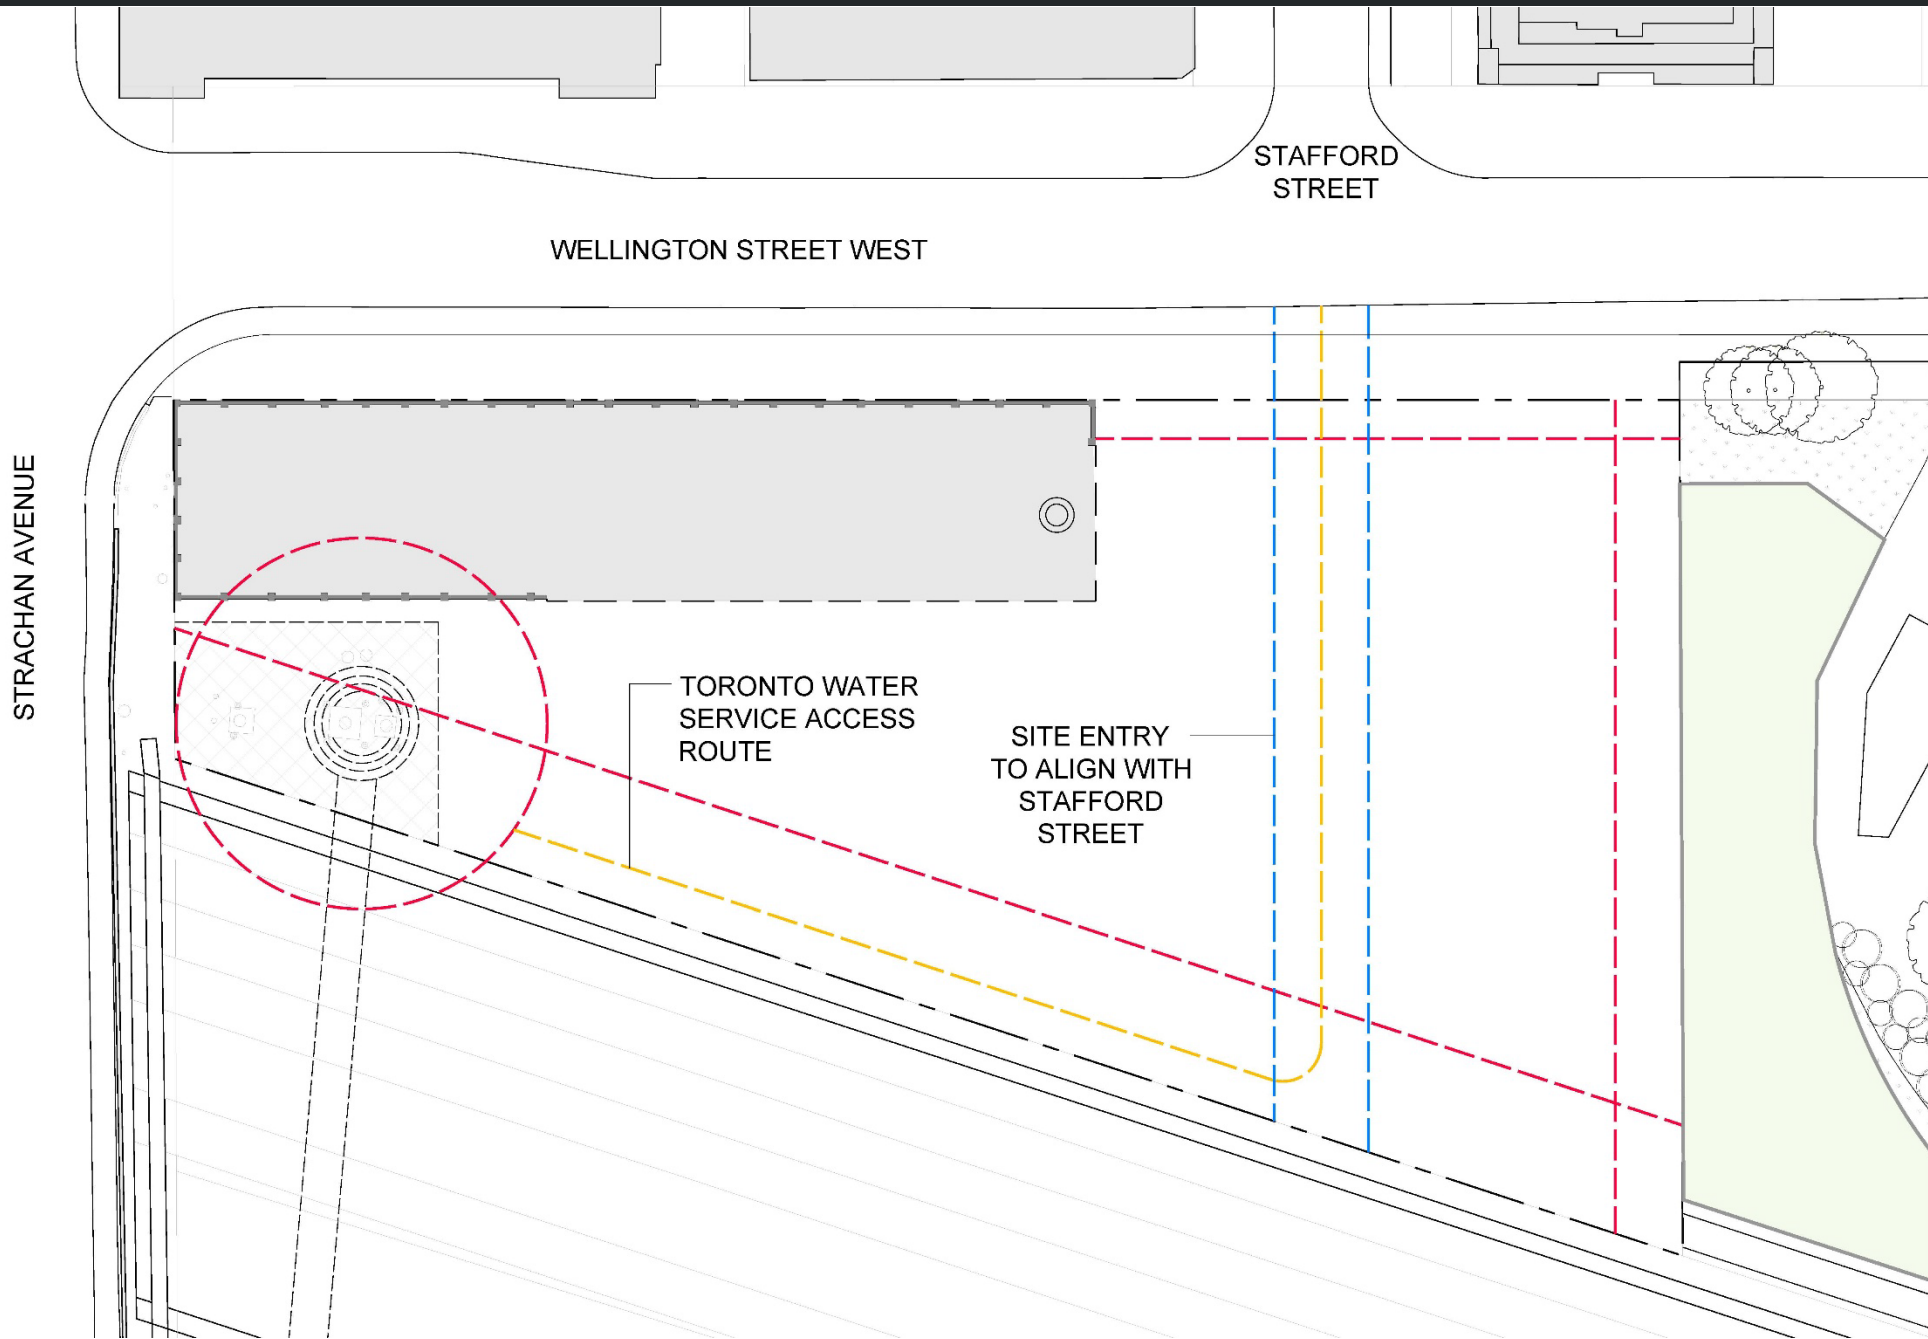 STAFFORD
STREET
WELLINGTON STREET WEST
STRACHAN AVENUE
TORONTO WATER
SERVICE ACCESS
ROUTE
SITE ENTRY
TO ALIGN WITH
STAFFORD
STREET